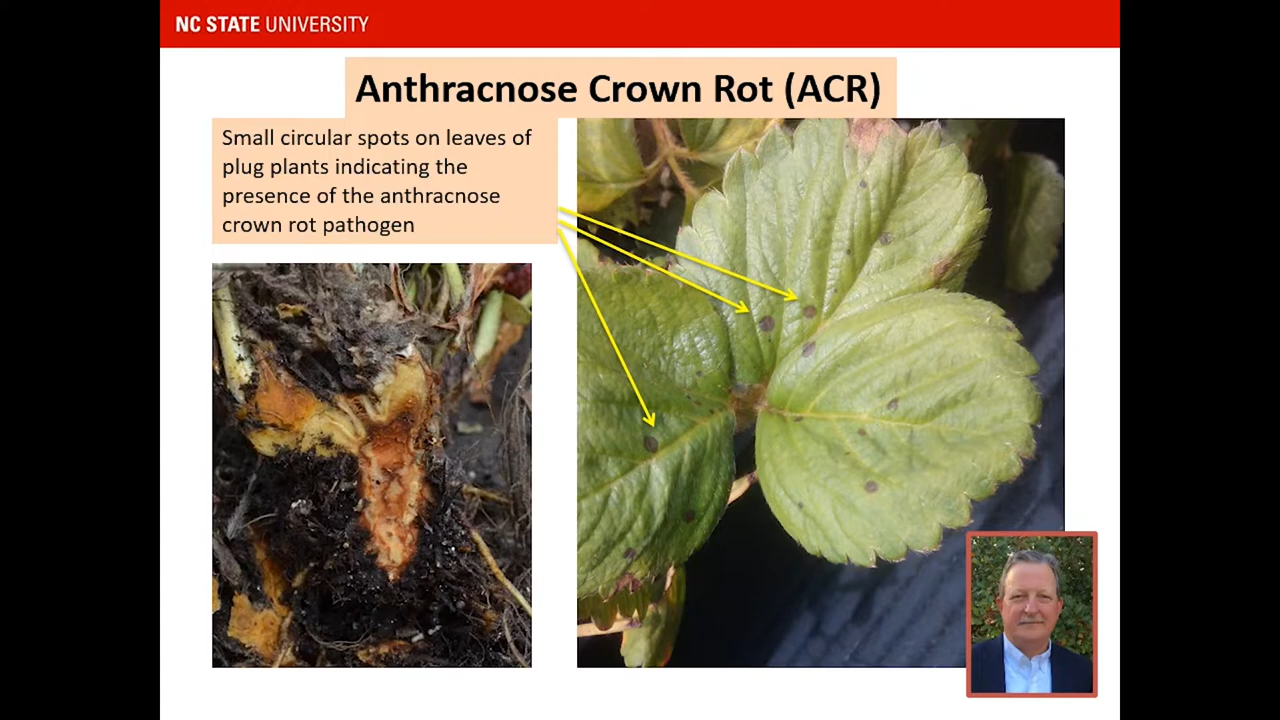 NC STATE UNIVERSITY
Anthracnose Crown Rot (ACR)
Small circular spots on leaves of
plug plants indicating the
presence of the anthracnose
crown rot pathogen